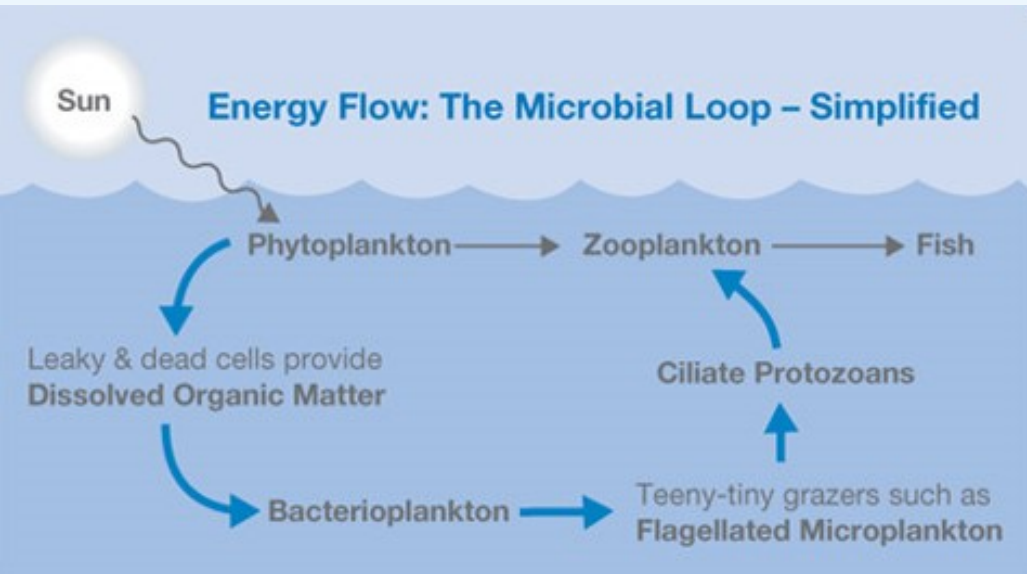 Sun
Energy Flow: The Microbial Loop – Simplified
Phytoplankton
Zooplankton
Fish
Leaky & dead cells provide
Dissolved Organic Matter
Ciliate Protozoans
Bacterioplankton
Teeny-tiny grazers such as
Flagellated Microplankton